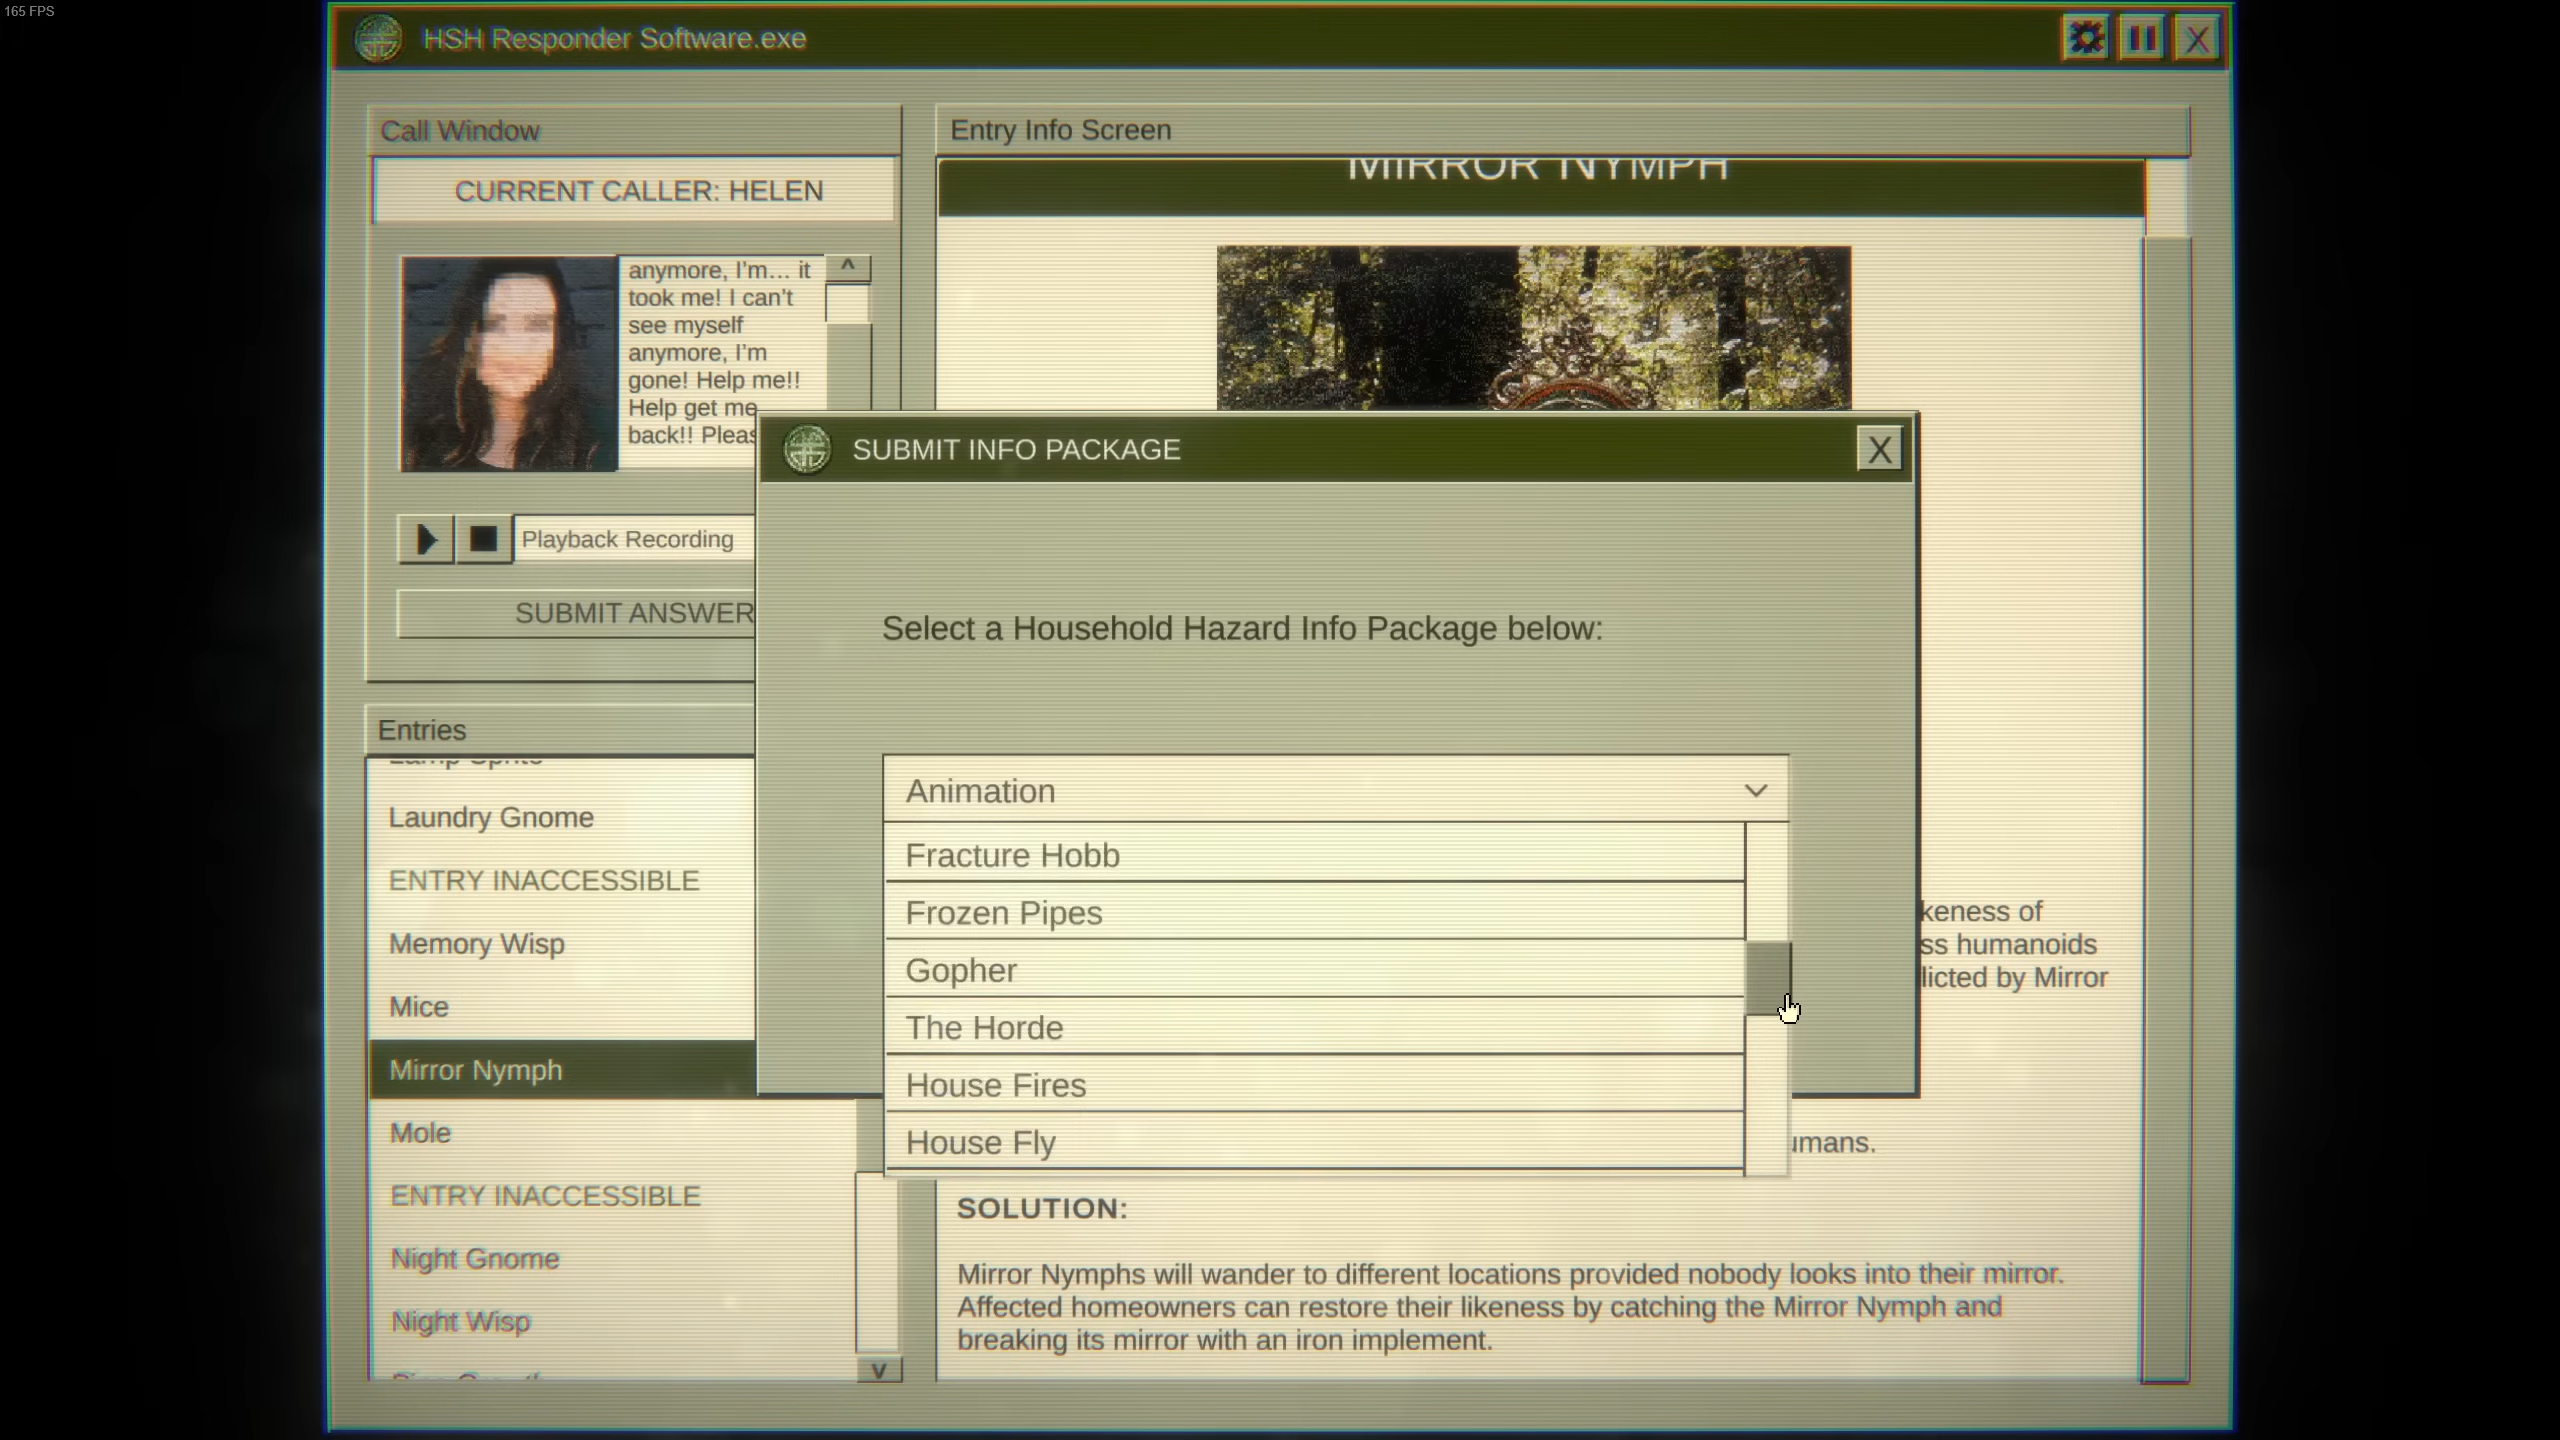 165 FPS
HSH Responder Software.exe
X
Call Window
CURRENT CALLER: HELEN
anymore, I'm... it
took me! I can't
see myself
anymore, I'm
gone! Help me!!
Help get me
back!!
^
Playback Recording
SUBMIT ANSWER
Entries
Lamp Sprite
Laundry Gnome
ENTRY INACCESSIBLE
Memory Wisp
Mice
Mirror Nymph
Mole
ENTRY INACCESSIBLE
Night Gnome
Night Wisp
v
Entry Info Screen
MIRROR NYMPH
SUBMIT INFO PACKAGE
X
Select a Household Hazard Info Package below:
Animation
Fracture Hobb
Frozen Pipes
Gopher
The Horde
House Fires
House Fly
keness of
ss humanoids
licted by Mirror
umans.
SOLUTION:
Mirror Nymphs will wander to different locations provided nobody looks into their mirror.
Affected homeowners can restore their likeness by catching the Mirror Nymph and
breaking its mirror with an iron implement.